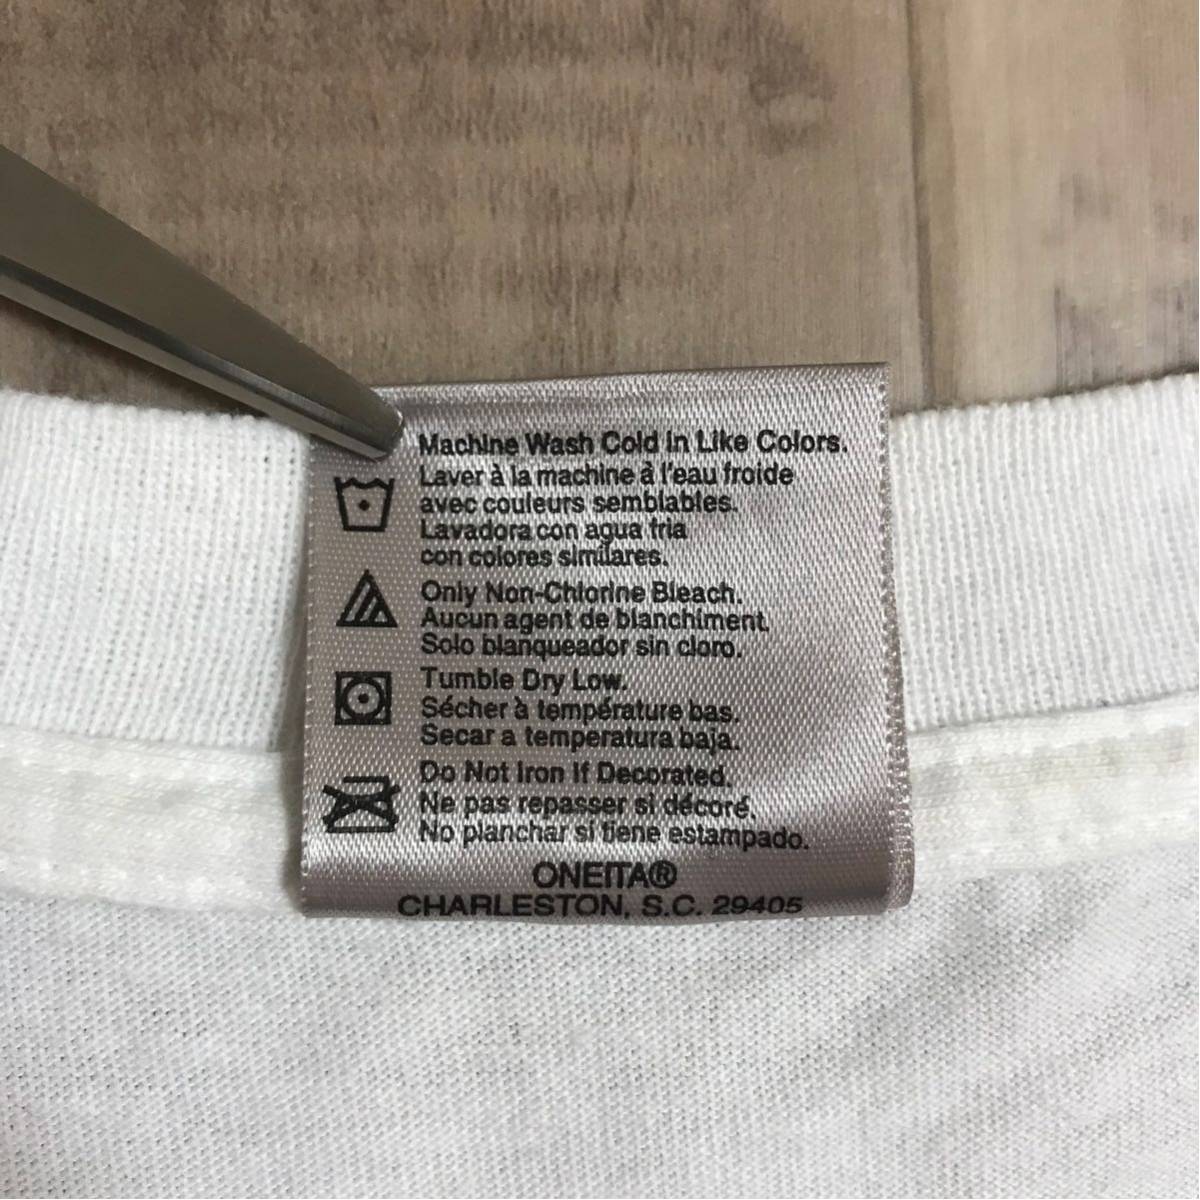 Machine Wash Cold in Like Colors.
Laver à la machine à l'eau froide
avec couleurs semblables.
Lavadora con agua fria
con colores similares.
Only Non-Chlorine Bleach.
Aucun agent de blanchiment.
Solo blanqueador sin cloro.
Tumble Dry Low.
Sécher à température bas.
Secar a temperatura baja.
Do Not Iron If Decorated.
Ne pas repasser si décoré.
No planchar si tiene estampado.
ONEITA®
CHARLESTON, S.C. 29405